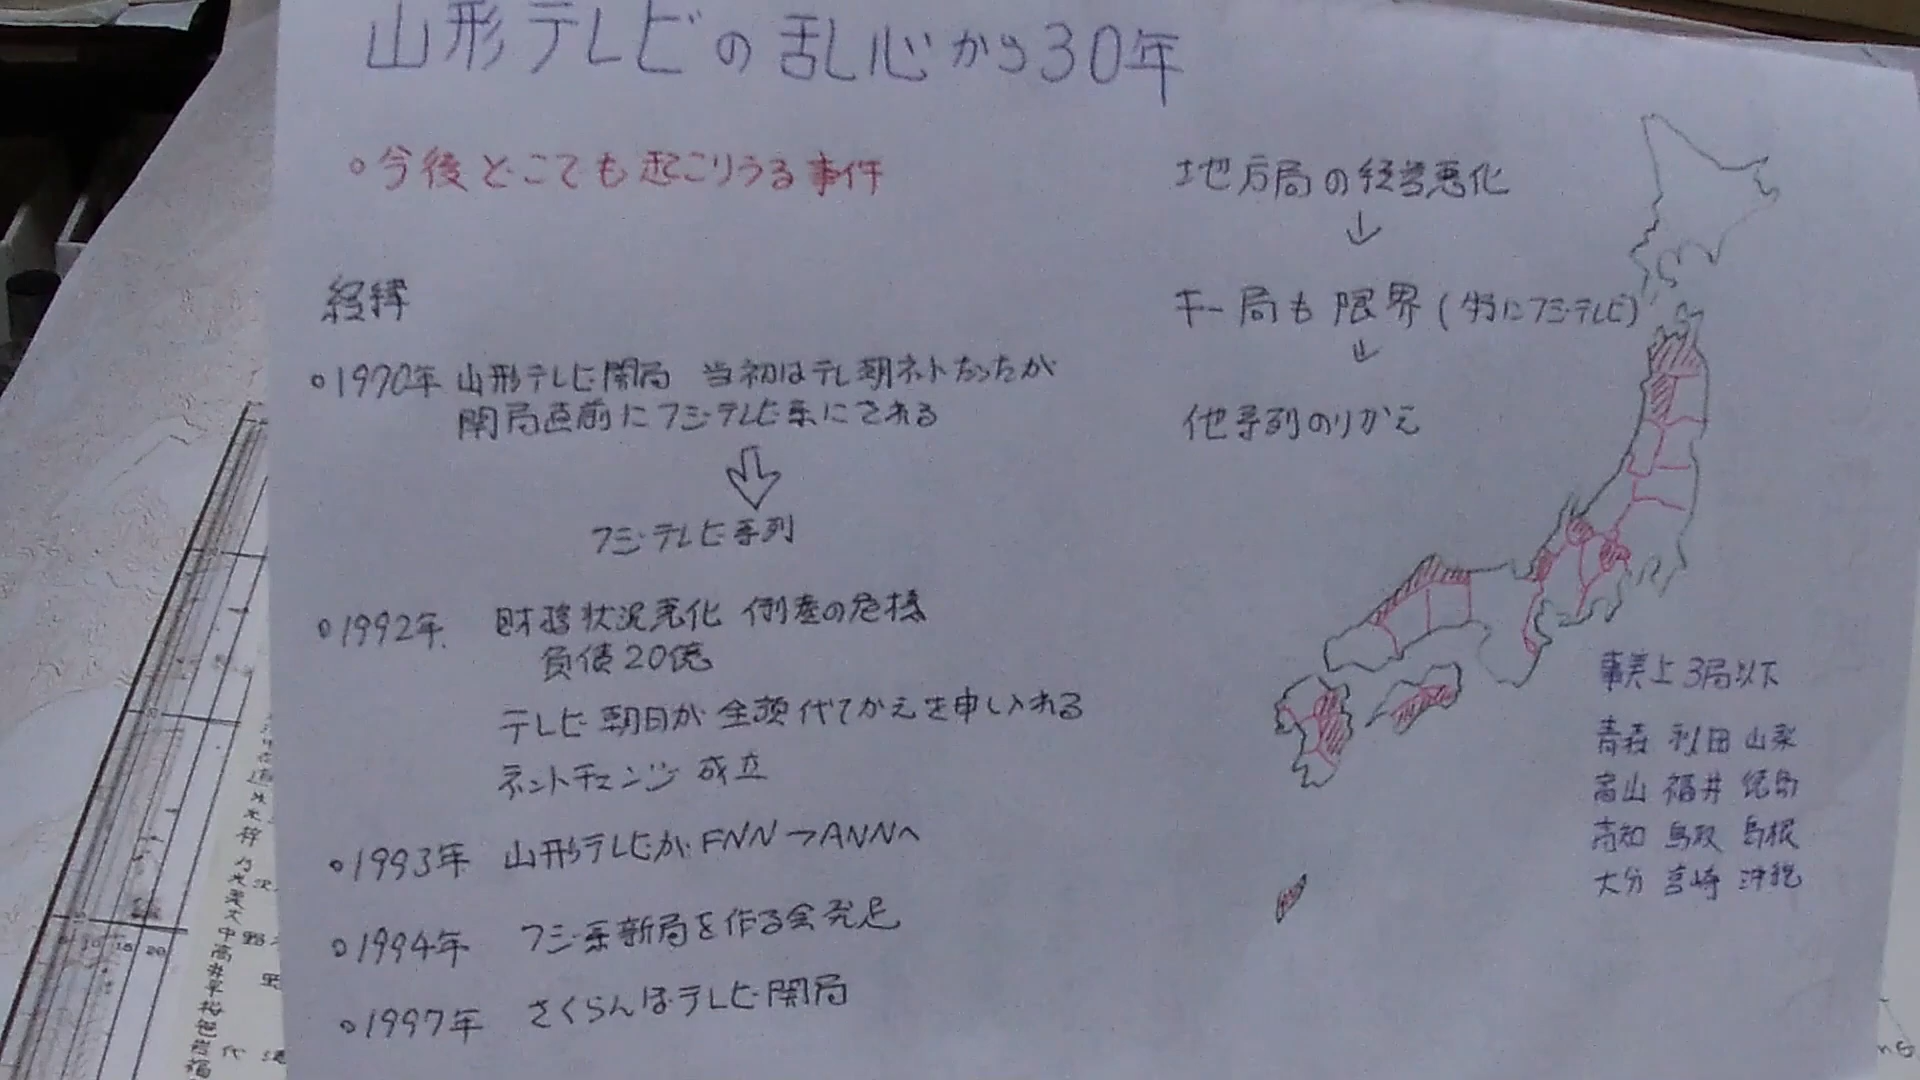 山形テレビの乱心から30年
○今後どこでも起こりうる事件
経緯
○1970年 山形テレビ開局 当初はテレ朝ネトだったが
開局直前にフジテレビ系にされる
フジテレビ系列
○1992年 財務状況悪化 倒産の危機
負債20億
テレビ朝日が全額代てかえを申し入れる
ネットチェンジ 成立
○1993年 山形テレビがFNN→ANNへ
○1994年 フジ系新局を作る会発足
○1997年 さくらんぼテレビ開局
地方局の経営悪化
↓
キー局も限界(特にフジテレビ)
↓
他系列のりかえ
事実上3局以下
青森 秋田 山梨
富山 福井 徳島
高知 鳥取 島根
大分 宮崎 沖縄